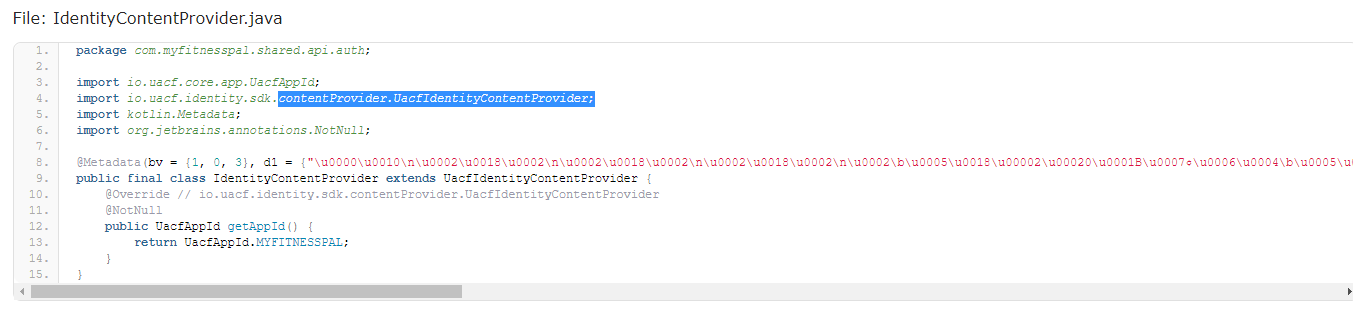 File: IdentityContentProvider.java
1. package com.myfitnesspal.shared.api.auth;
2.
3. import io.uacf.core.app.UacfAppId;
4. import io.uacf.identity.sdk.contentProvider.UacfIdentityContentProvider;
5. import kotlin.Metadata;
6. import org.jetbrains.annotations.NotNull;
7.
8. @Metadata(bv = {1, 0, 3}, d1 = {"\u0000\u0010\n\u0002\u0018\u0002\n\u0002\u0018\u0002\n\u0002\u0018\u0002\n\u0002\b\u0005\u0018\u00002\u00020\u0001B\u0007¢\u0006\u0004\b\u0005\u
9. public final class IdentityContentProvider extends UacfIdentityContentProvider {
10. @Override // io.uacf.identity.sdk.contentProvider.UacfIdentityContentProvider
11. @NotNull
12. public UacfAppId getAppId() {
13. return UacfAppId.MYFITNESSPAL;
14. }
15. }